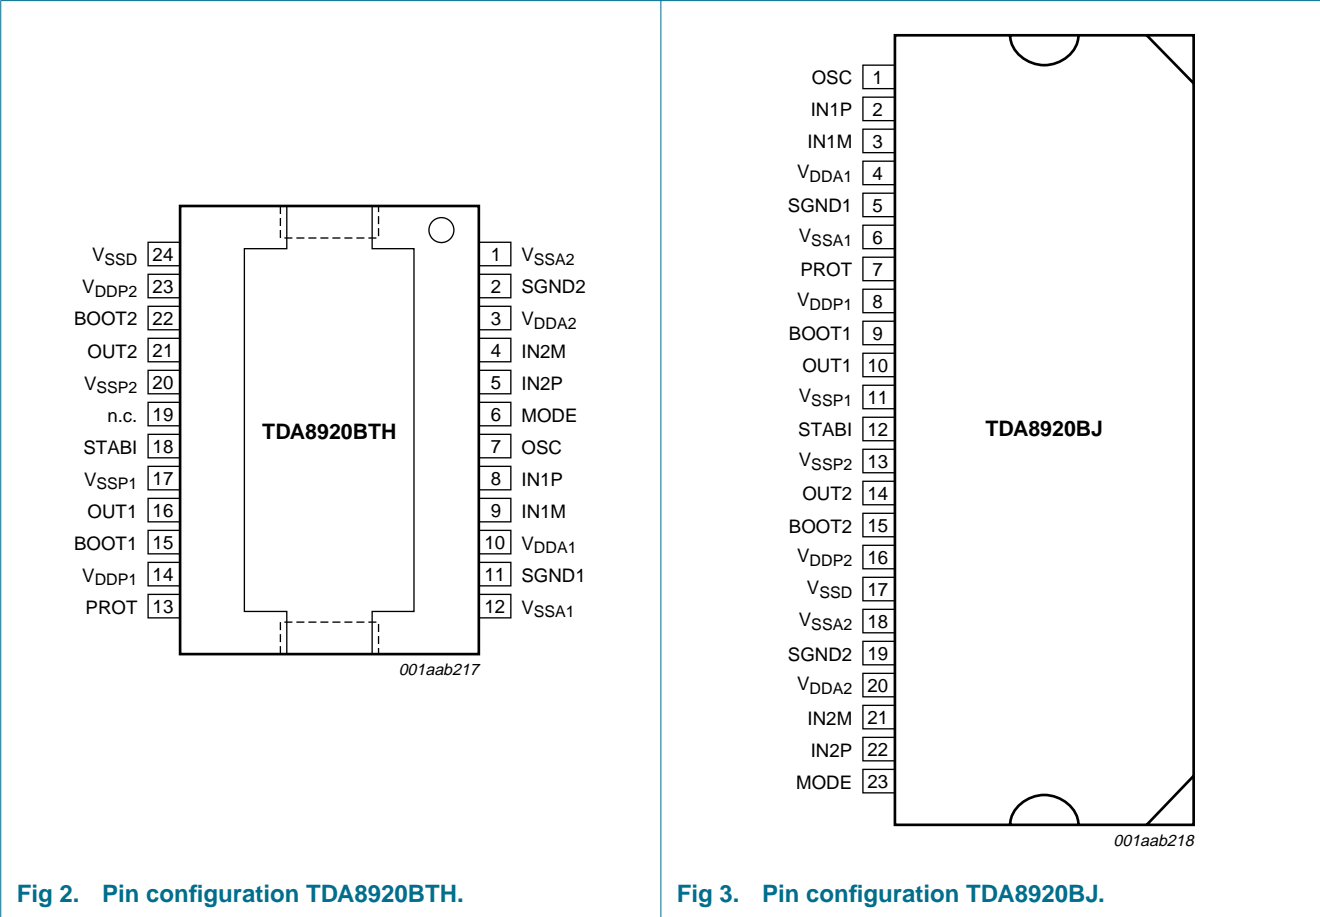 VSSD 24
VDDP2 23
BOOT2 22
OUT2 21
VSSP2 20
n.c. 19
STABI 18
VSSP1 17
OUT1 16
BOOT1 15
VDDP1 14
PROT 13
TDA8920BTH
1 VSSA2
2 SGND2
3 VDDA2
4 IN2M
5 IN2P
6 MODE
7 OSC
8 IN1P
9 IN1M
10 VDDA1
11 SGND1
12 VSSA1
001aab217
Fig 2. Pin configuration TDA8920BTH.
OSC 1
IN1P 2
IN1M 3
VDDA1 4
SGND1 5
VSSA1 6
PROT 7
VDDP1 8
BOOT1 9
OUT1 10
VSSP1 11
STABI 12
VSSP2 13
OUT2 14
BOOT2 15
VDDP2 16
VSSD 17
VSSA2 18
SGND2 19
VDDA2 20
IN2M 21
IN2P 22
MODE 23
TDA8920BJ
001aab218
Fig 3. Pin configuration TDA8920BJ.